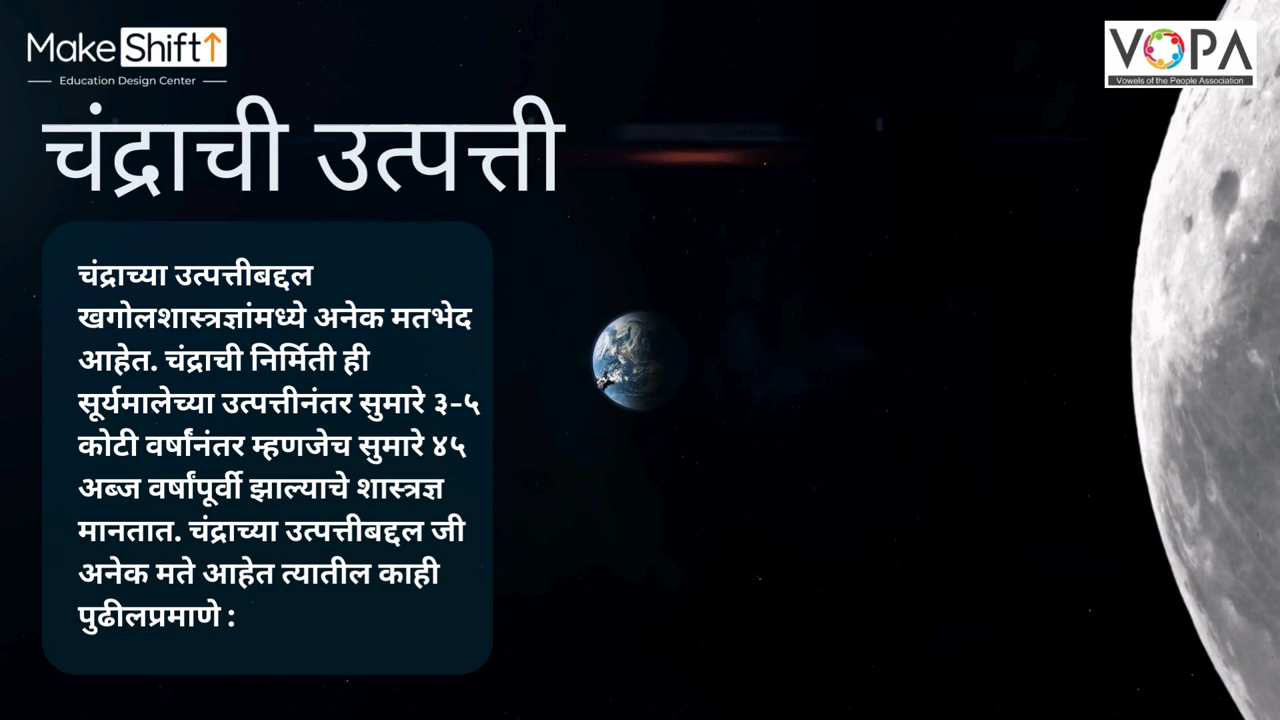 MakeShift↑
Education Design Center
VOPA
Vowels of the People Association
चंद्राची उत्पत्ती
चंद्राच्या उत्पत्तीबद्दल
खगोलशास्त्रज्ञांमध्ये अनेक मतभेद
आहेत. चंद्राची निर्मिती ही
सूर्यमालेच्या उत्पत्तीनंतर सुमारे ३-५
कोटी वर्षांनंतर म्हणजेच सुमारे ४५
अब्ज वर्षांपूर्वी झाल्याचे शास्त्रज्ञ
मानतात. चंद्राच्या उत्पत्तीबद्दल जी
अनेक मते आहेत त्यातील काही
पुढीलप्रमाणे :